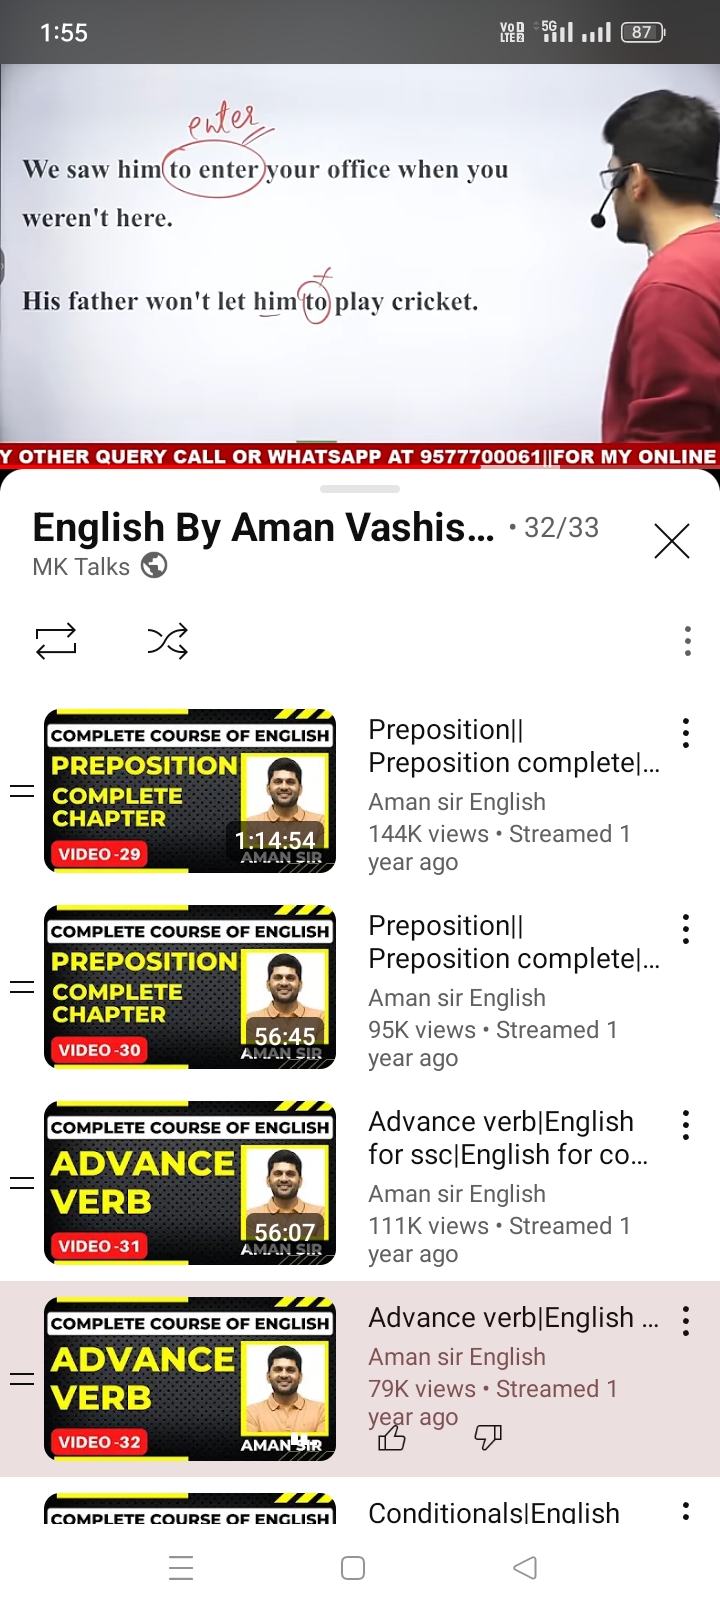 1:55
VoD LTE2 5G 87
enter
We saw him to enter your office when you
weren't here.
His father won't let him to play cricket.
Y OTHER QUERY CALL OR WHATSAPP AT 9577700061||FOR MY ONLINE
English By Aman Vashis... • 32/33
MK Talks
COMPLETE COURSE OF ENGLISH
PREPOSITION
COMPLETE
CHAPTER
VIDEO -29
1:14:54
AMAN SIR
Preposition||
Preposition complete|...
Aman sir English
144K views • Streamed 1
year ago
COMPLETE COURSE OF ENGLISH
PREPOSITION
COMPLETE
CHAPTER
VIDEO -30
56:45
AMAN SIR
Preposition||
Preposition complete|...
Aman sir English
95K views • Streamed 1
year ago
COMPLETE COURSE OF ENGLISH
ADVANCE
VERB
VIDEO -31
56:07
AMAN SIR
Advance verb|English
for ssc|English for co...
Aman sir English
111K views • Streamed 1
year ago
COMPLETE COURSE OF ENGLISH
ADVANCE
VERB
VIDEO -32
AMAN SIR
Advance verb|English ...
Aman sir English
79K views • Streamed 1
year ago
COMPLETE COURSE OF ENGLISH
Conditionals|English